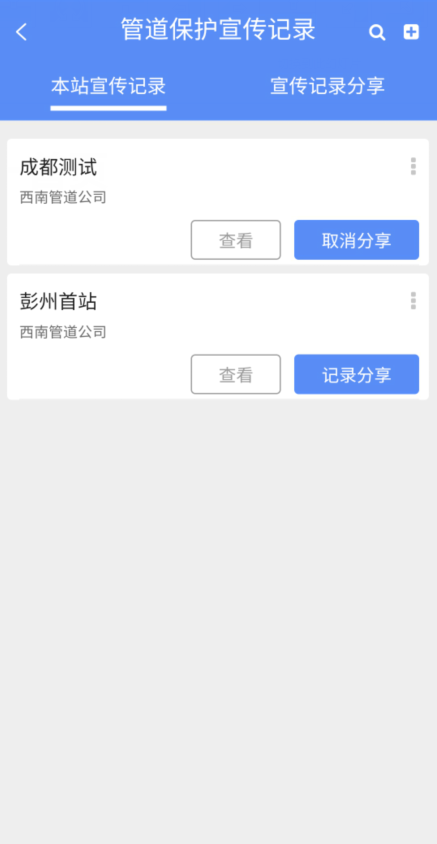 管道保护宣传记录
本站宣传记录 宣传记录分享
成都测试
西南管道公司
查看 取消分享
彭州首站
西南管道公司
查看 记录分享